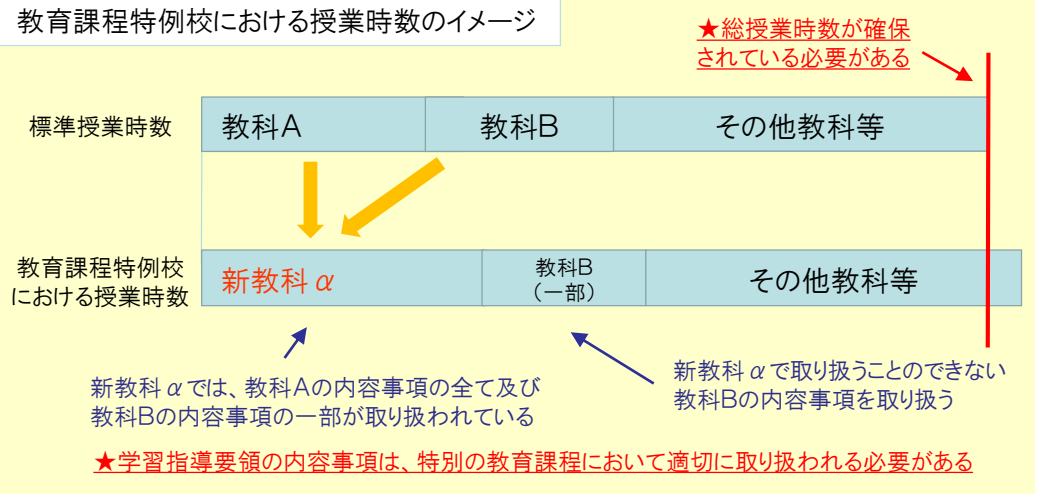 教育課程特例校における授業時数のイメージ
★総授業時数が確保
されている必要がある
標準授業時数
教科A
教科B
その他教科等
教育課程特例校
における授業時数
新教科α
教科B
（一部）
その他教科等
新教科αでは、教科Aの内容事項の全て及び
教科Bの内容事項の一部が取り扱われている
新教科αで取り扱うことのできない
教科Bの内容事項を取り扱う
★学習指導要領の内容事項は、特別の教育課程において適切に取り扱われる必要がある